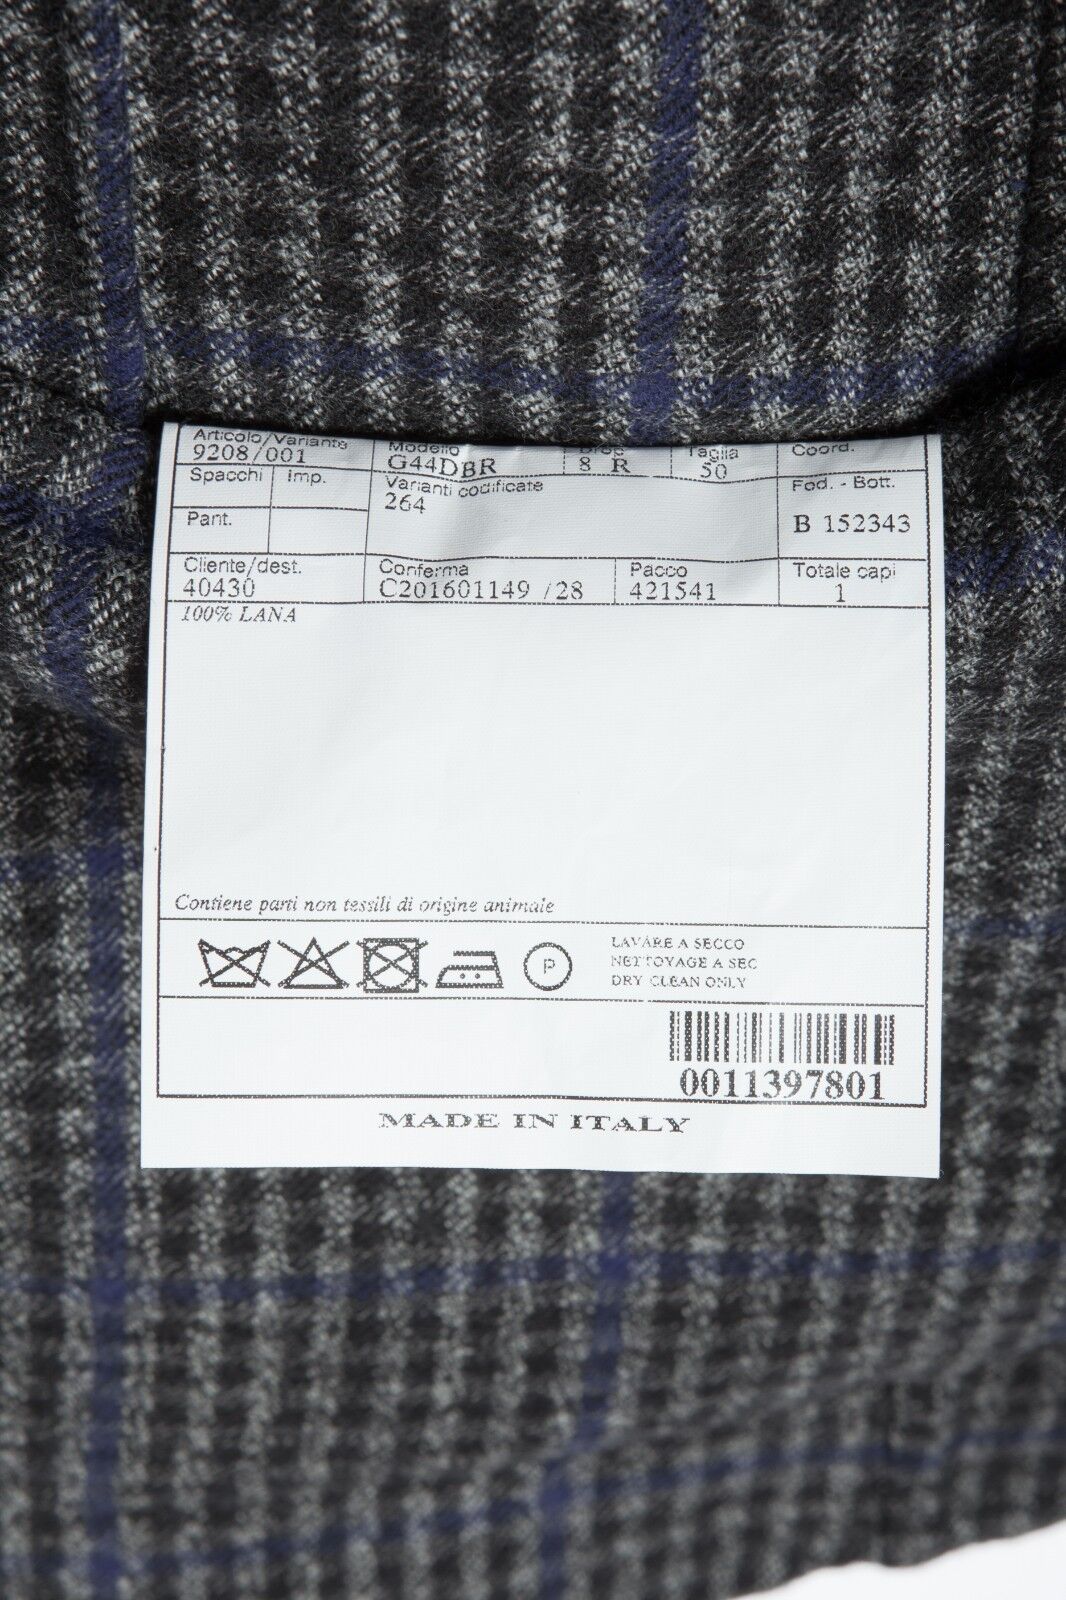 Articolo/Variante Modello Drop Taglia Coord.
9208/001 G44DBR 8 R 50
Spacchi Imp. Varianti codificate Fod. - Bott.
264
Pant. B 152343
Cliente/dest. Conferma Pacco Totale capi
40430 C201601149 /28 421541 1
100% LANA
Contiene parti non tessili di origine animale
P
LAVARE A SECCO
NETTOYAGE A SEC
DRY CLEAN ONLY
0011397801
MADE IN ITALY